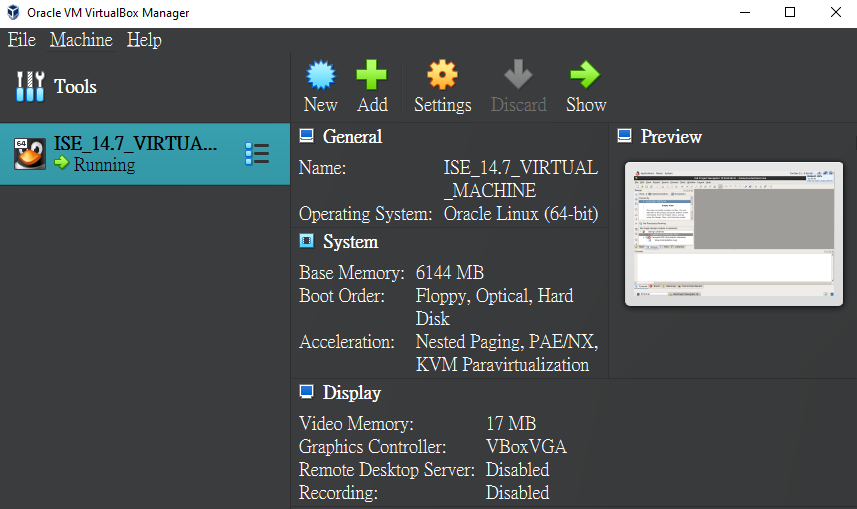 Oracle VM VirtualBox Manager
File Machine Help
Tools
New Add Settings Discard Show
64
ISE_14.7_VIRTUA...
Running
General
Name: ISE_14.7_VIRTUAL
_MACHINE
Operating System: Oracle Linux (64-bit)
System
Base Memory: 6144 MB
Boot Order: Floppy, Optical, Hard
Disk
Acceleration: Nested Paging, PAE/NX,
KVM Paravirtualization
Preview
Display
Video Memory: 17 MB
Graphics Controller: VBoxVGA
Remote Desktop Server: Disabled
Recording: Disabled